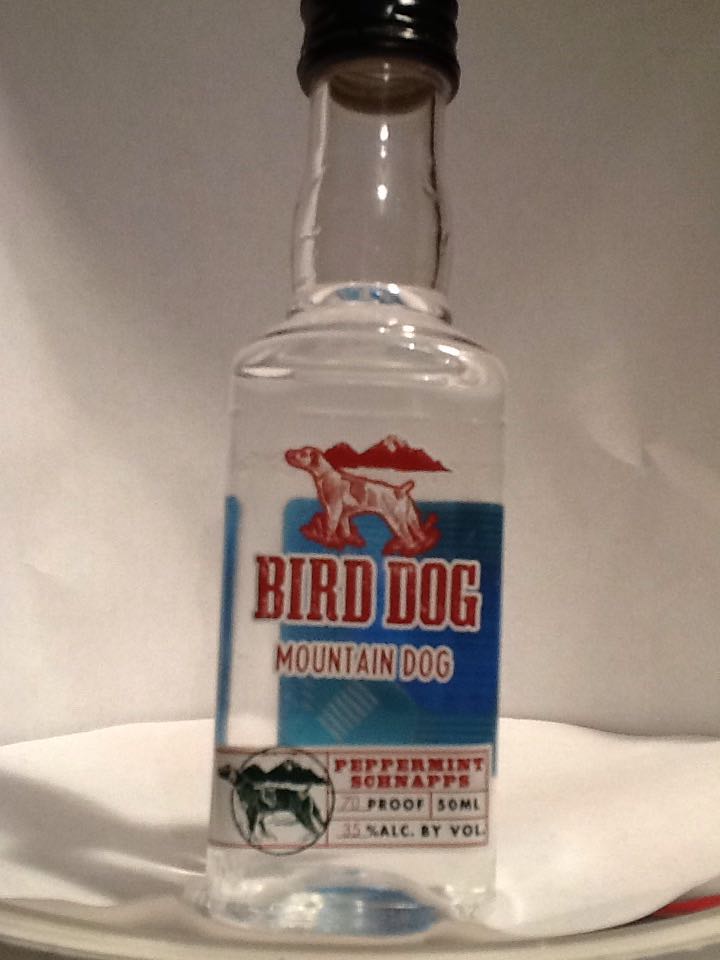 BIRD DOG
MOUNTAIN DOG
PEPPERMINT
SCHNAPPS
70 PROOF 50ML
35 %ALC. BY VOL.